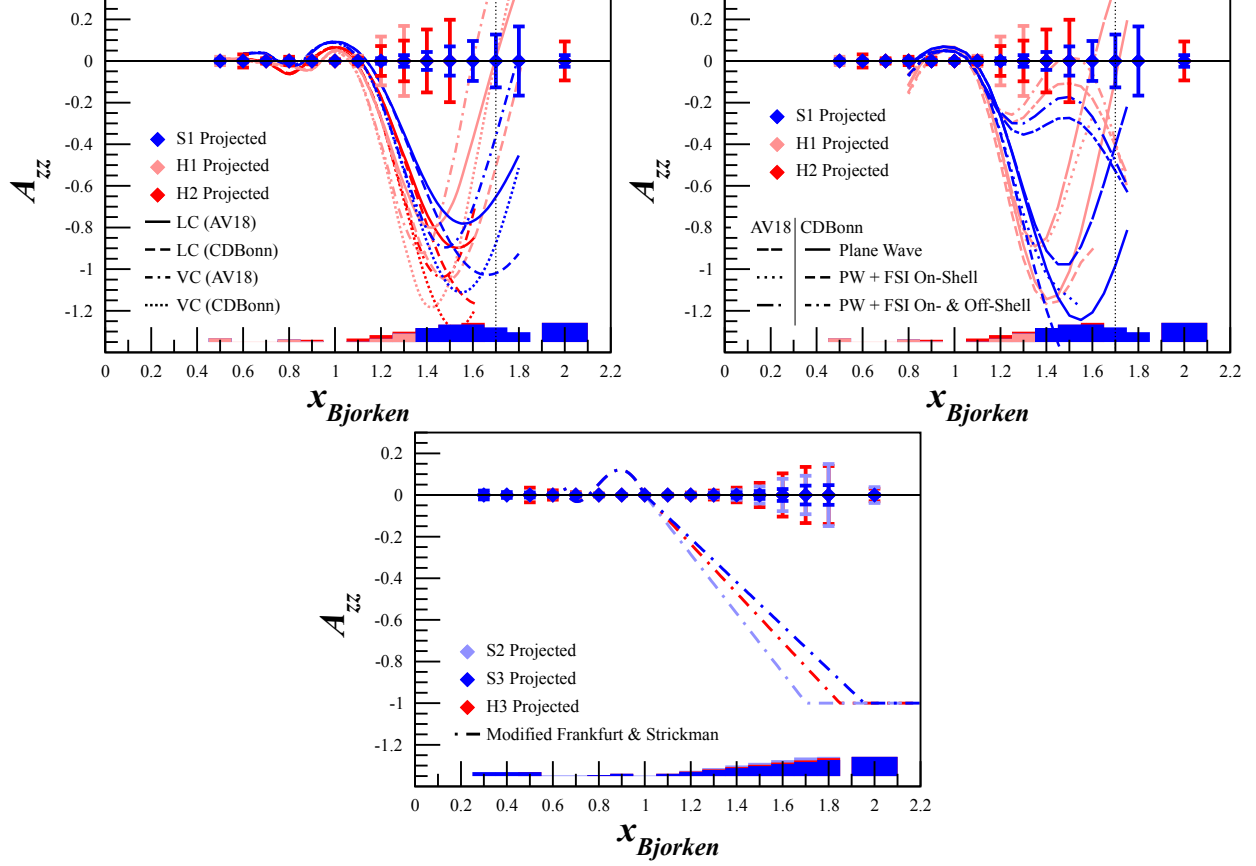 0.2
0
-0.2
-0.4
-0.6
-0.8
-1
-1.2
A_zz
S1 Projected
H1 Projected
H2 Projected
LC (AV18)
LC (CDBonn)
VC (AV18)
VC (CDBonn)
0 0.2 0.4 0.6 0.8 1 1.2 1.4 1.6 1.8 2 2.2
x_Bjorken
0.2
0
-0.2
-0.4
-0.6
-0.8
-1
-1.2
A_zz
S1 Projected
H1 Projected
H2 Projected
AV18 CDBonn
Plane Wave
PW + FSI On-Shell
PW + FSI On- & Off-Shell
0 0.2 0.4 0.6 0.8 1 1.2 1.4 1.6 1.8 2 2.2
x_Bjorken
0.2
0
-0.2
-0.4
-0.6
-0.8
-1
-1.2
A_zz
S2 Projected
S3 Projected
H3 Projected
Modified Frankfurt & Strickman
0 0.2 0.4 0.6 0.8 1 1.2 1.4 1.6 1.8 2 2.2
x_Bjorken